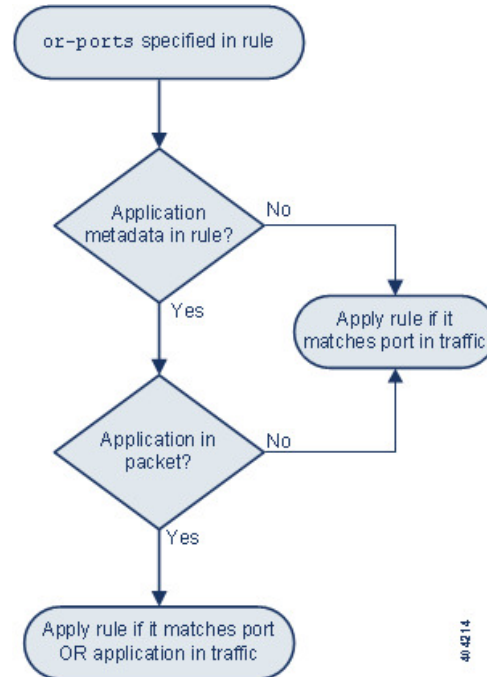 or-ports specified in rule
Application
metadata in rule?
No
Yes
Apply rule if it
matches port in traffic
Application in
packet?
No
Yes
Apply rule if it matches port
OR application in traffic
404214